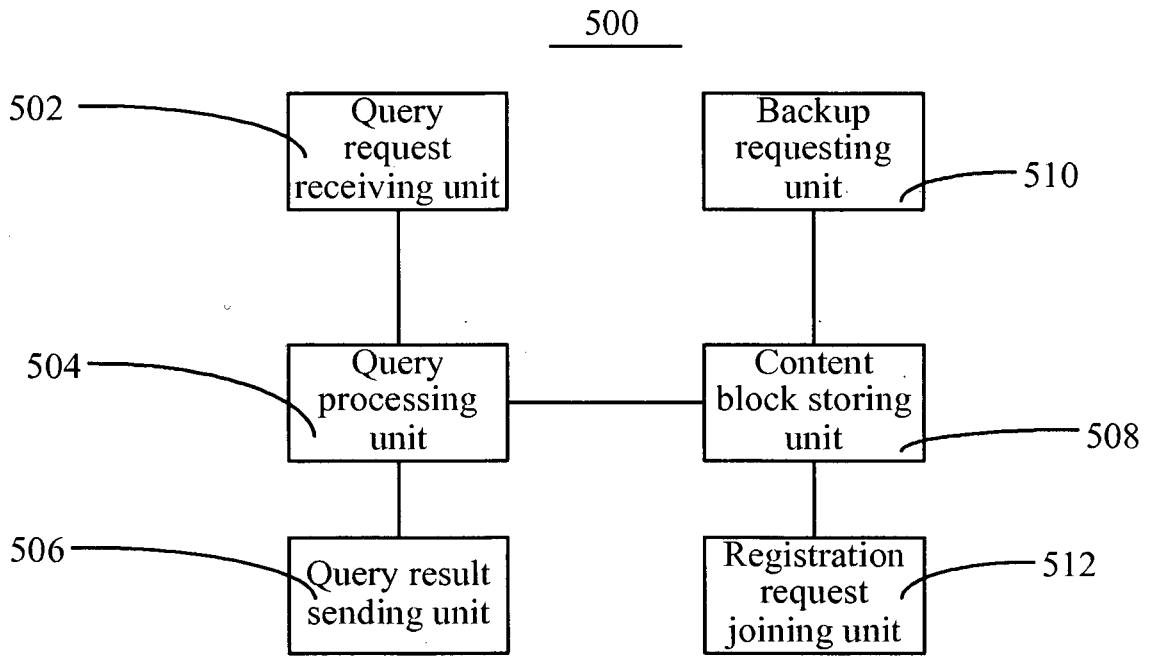 500
502
Query
request
receiving unit
Backup
requesting
unit
510
504
Query
processing
unit
Content
block storing
unit
508
506
Query result
sending unit
Registration
request
joining unit
512